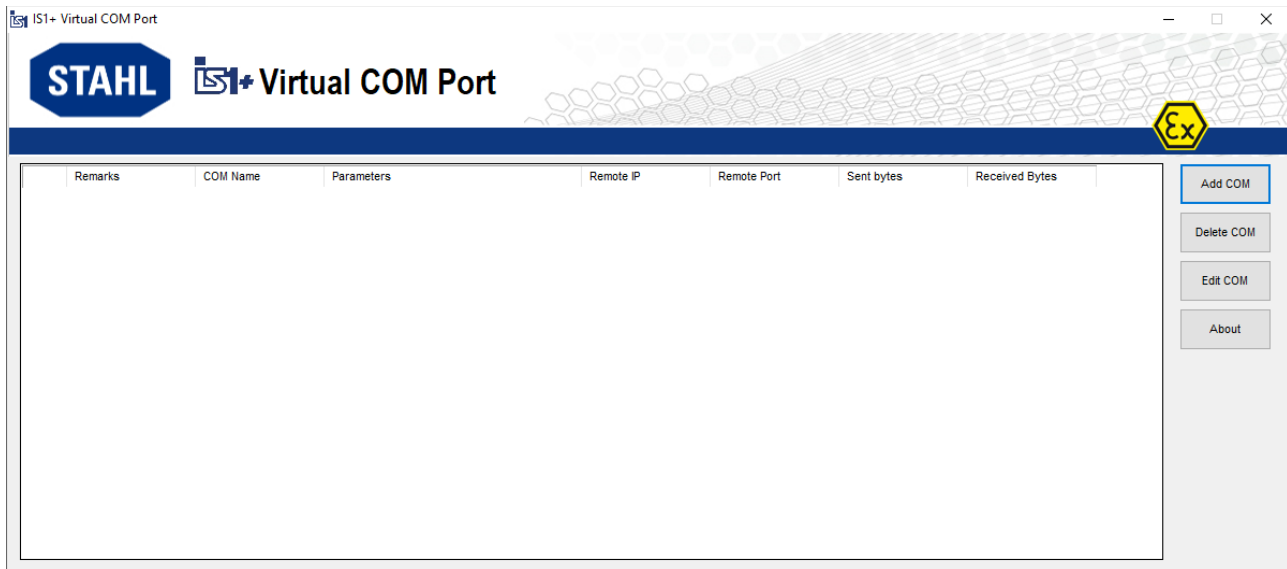 IS1+ Virtual COM Port
STAHL IS1+ Virtual COM Port
Ex
Remarks COM Name Parameters Remote IP Remote Port Sent bytes Received Bytes
Add COM
Delete COM
Edit COM
About